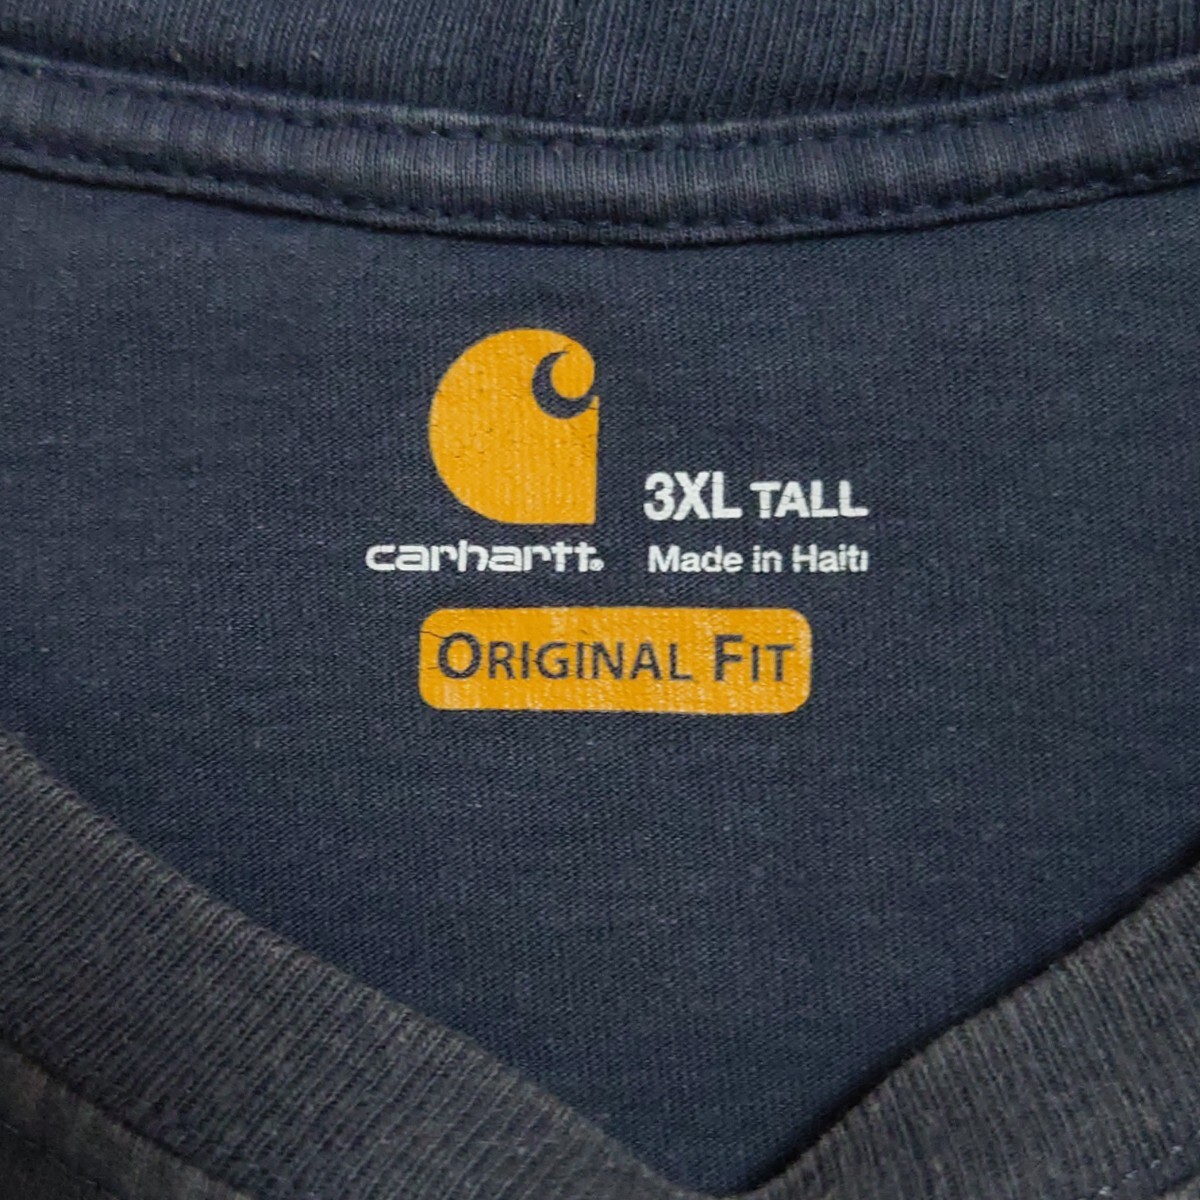 3XL TALL
carhartt®
Made in Haiti
ORIGINAL FIT